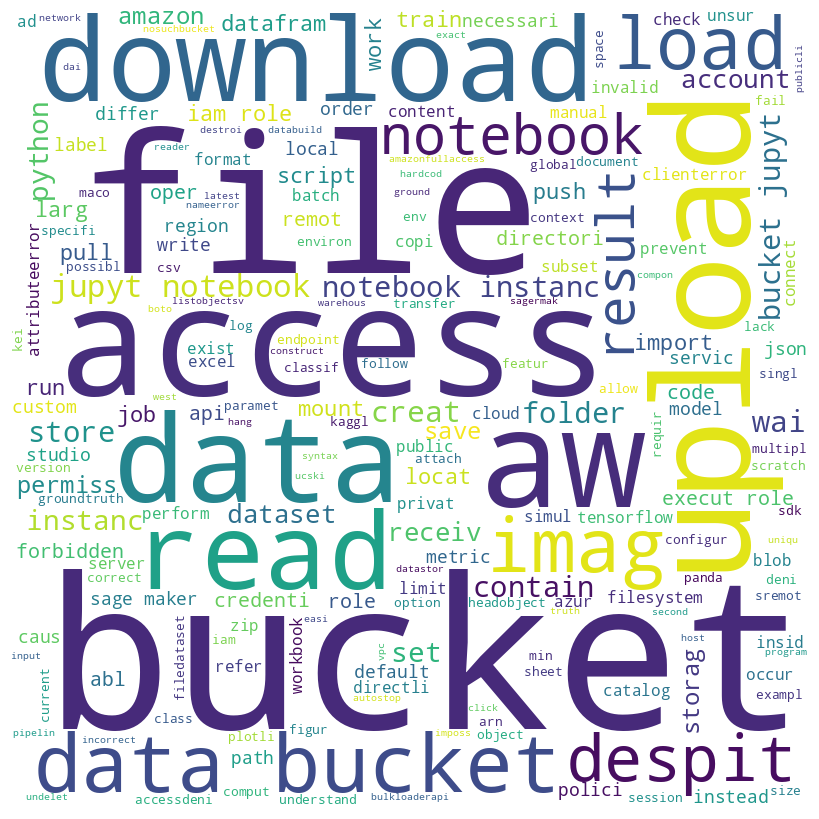 ad
network
amazon
nosuchbucket
datafram
work
train
necessari
exact
check
unsur
dai
download
load
space
publicli
invalid
account
differ
iam role
order
content
manual
fail
python
label
destroi
databuild
notebook
reader
format
local
amazonfullaccess
global
document
clienterror
file
upload
maco
latest
nameerror
script
hardcod
oper
batch
ground
push
larg
env
context
result
bucket jupyt
specifi
region
remot
copi
directori
prevent
connect
attributeerror
pull
write
environ
subset
possibl
csv
compon
jupyt notebook
notebook instanc
import
listobjectsv
warehous
transfer
sagermak
boto
lack
kei
access
log
endpoint
exist
construct
follow
servic
json
excel
classif
featur
singl
run
allow
code
custom
job
api
paramet
mount
creat
cloud
folder
model
wai
hang
kaggl
store
data
save
public
attach
aw
requir
multipl
studio
syntax
version
locat
scratch
permiss
ucski
groundtruth
privat
execut role
sdk
instanc
perform
dataset
receiv
simul
tensorflow
forbidden
read
imag
configur
uniqu
server
metric
datastor
blob
correct
limit
contain
panda
deni
sage maker
credenti
role
option
headobject
azur
filesystem
sremot
easi
truth
second
caus
zip
bucket
set
iam
refer
workbook
vpc
host
insid
program
input
filedataset
default
min
storag
abl
directli
sheet
occur
current
catalog
exampl
class
autostop
click
arn
pipelin
incorrect
figur
imposs
object
plotli
data bucket
despit
path
undelet
accessdeni
comput
understand
bulkloaderapi
polici
session
instead
size